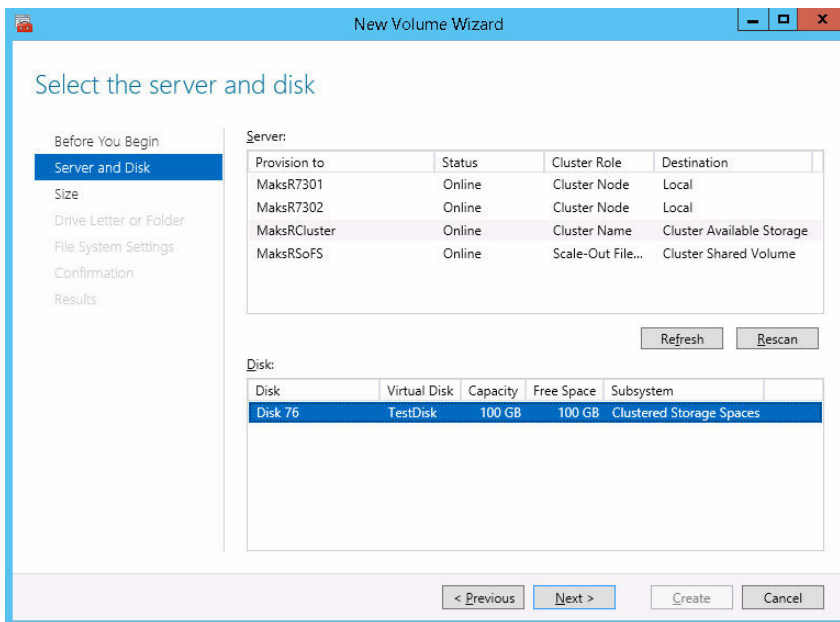 New Volume Wizard
Select the server and disk
Before You Begin
Server and Disk
Size
Drive Letter or Folder
File System Settings
Confirmation
Results
Server:
Provision to Status Cluster Role Destination
MaksR7301 Online Cluster Node Local
MaksR7302 Online Cluster Node Local
MaksRCluster Online Cluster Name Cluster Available Storage
MaksRSoFS Online Scale-Out File... Cluster Shared Volume
Refresh Rescan
Disk:
Disk Virtual Disk Capacity Free Space Subsystem
Disk 76 TestDisk 100 GB 100 GB Clustered Storage Spaces
< Previous Next > Create Cancel